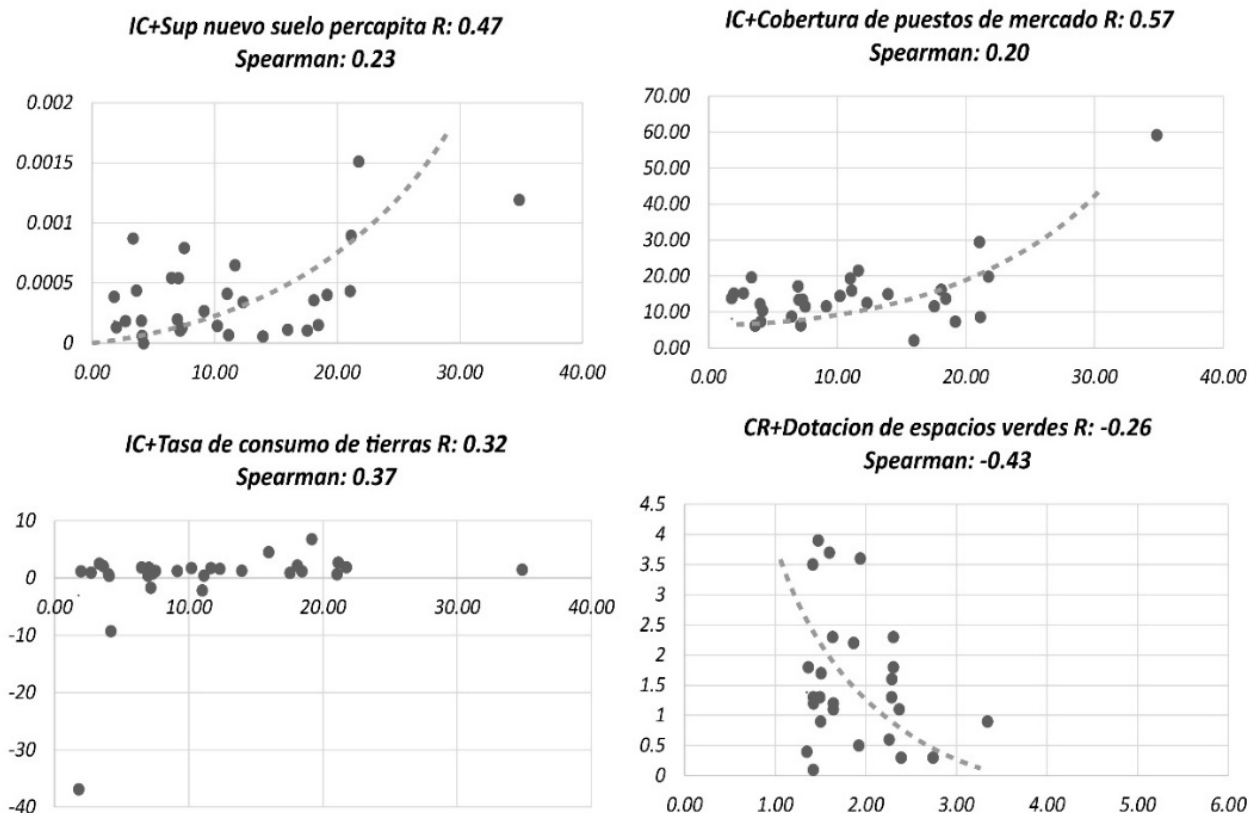 IC+Sup nuevo suelo percapita R: 0.47
Spearman: 0.23
0.002
0.0015
0.001
0.0005
0
0.00 10.00 20.00 30.00 40.00
IC+Cobertura de puestos de mercado R: 0.57
Spearman: 0.20
70.00
60.00
50.00
40.00
30.00
20.00
10.00
0.00
0.00 10.00 20.00 30.00 40.00
IC+Tasa de consumo de tierras R: 0.32
Spearman: 0.37
10
0
0.00 10.00 20.00 30.00 40.00
-10
-20
-30
-40
CR+Dotacion de espacios verdes R: -0.26
Spearman: -0.43
4.5
4
3.5
3
2.5
2
1.5
1
0.5
0
0.00 1.00 2.00 3.00 4.00 5.00 6.00